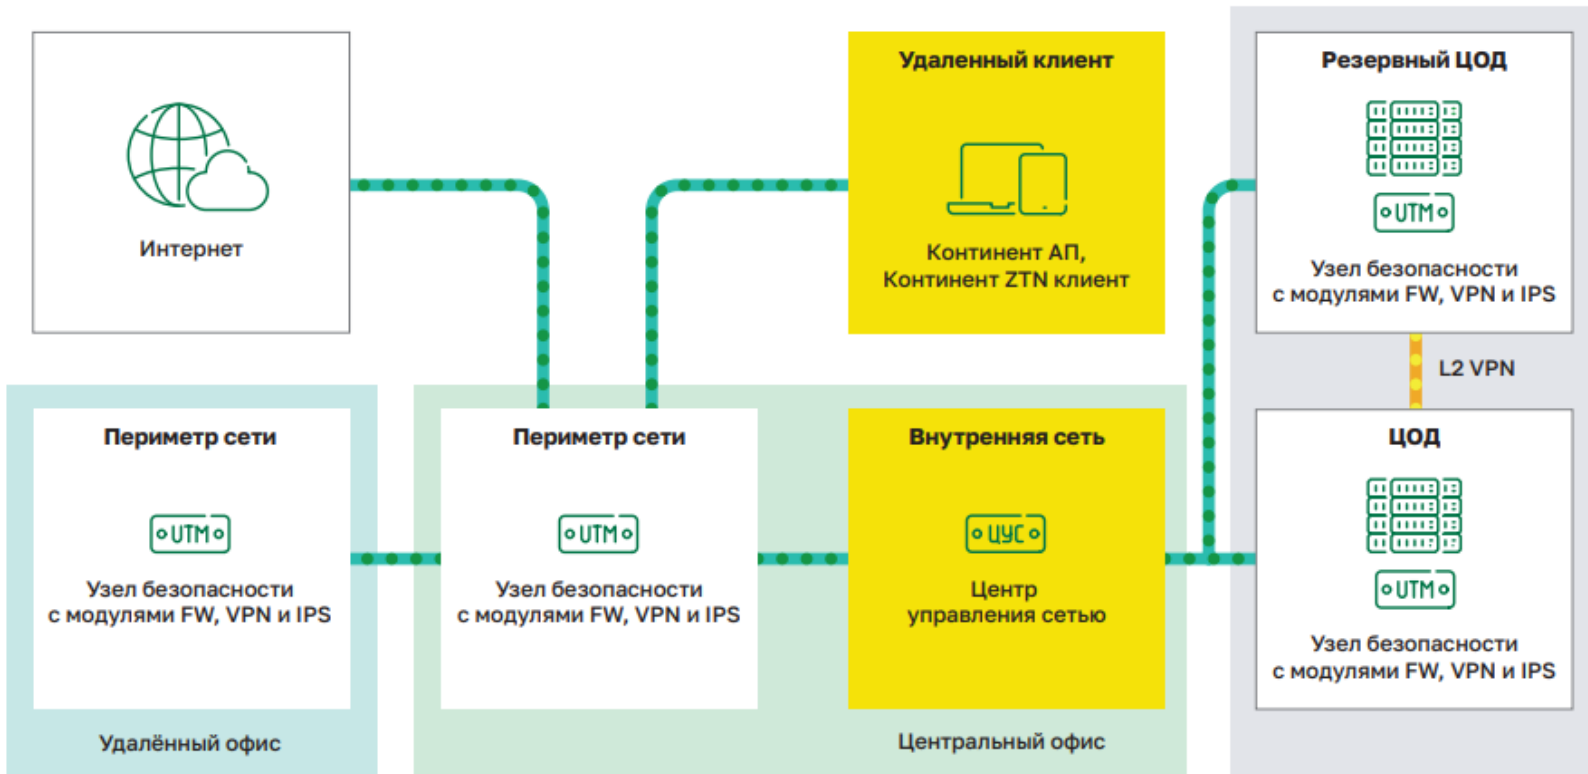 Интернет
Удаленный клиент
Континент АП,
Континент ZTN клиент
Резервный ЦОД
UTM
Узел безопасности
с модулями FW, VPN и IPS
L2 VPN
Периметр сети
UTM
Узел безопасности
с модулями FW, VPN и IPS
Удалённый офис
Периметр сети
UTM
Узел безопасности
с модулями FW, VPN и IPS
Внутренняя сеть
ЦУС
Центр
управления сетью
Центральный офис
ЦОД
UTM
Узел безопасности
с модулями FW, VPN и IPS